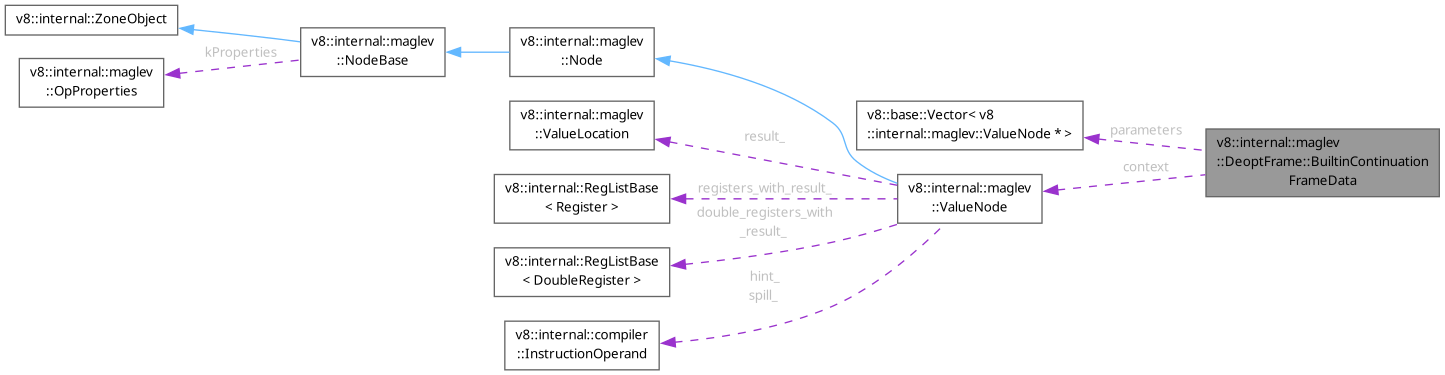 v8::internal::ZoneObject
kProperties
v8::internal::maglev
::OpProperties
v8::internal::maglev
::NodeBase
v8::internal::maglev
::Node
v8::internal::maglev
::ValueLocation
v8::internal::RegListBase
< Register >
v8::internal::RegListBase
< DoubleRegister >
v8::internal::compiler
::InstructionOperand
result_
registers_with_result_
double_registers_with
_result_
hint_
spill_
v8::base::Vector< v8
::internal::maglev::ValueNode * >
v8::internal::maglev
::ValueNode
parameters
context
v8::internal::maglev
::DeoptFrame::BuiltinContinuation
FrameData